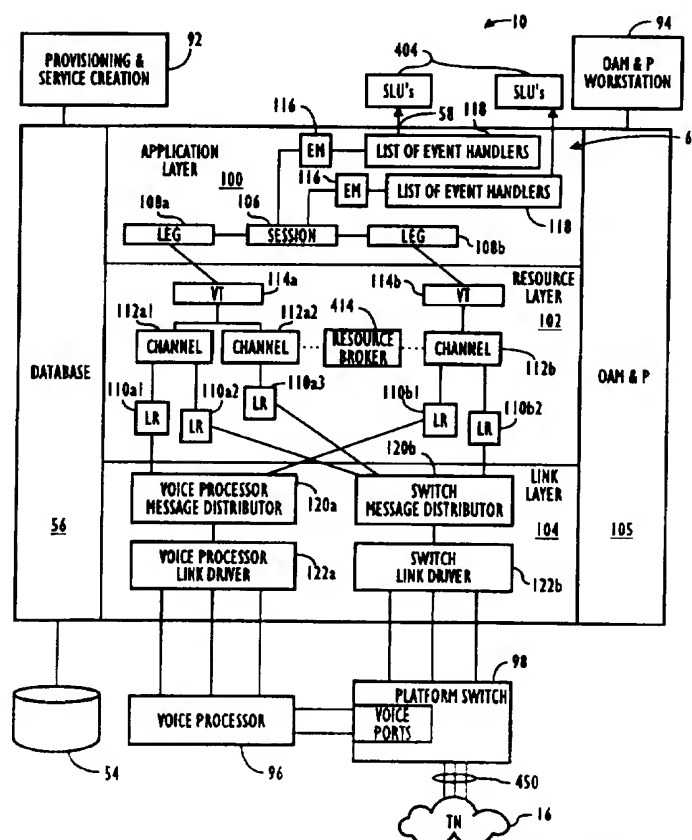 10
92
94
PROVISIONING &
SERVICE CREATION
404
OAM & P
WORKSTATION
SLU's
SLU's
116
58
118
6
APPLICATION
LAYER
EM
LIST OF EVENT HANDLERS
100
116
EM
LIST OF EVENT HANDLERS
108a
106
118
LEG
SESSION
LEG
108b
114a
114b
RESOURCE
LAYER
VT
VT
102
112a1
112a2
414
CHANNEL
CHANNEL
RESOURCE
BROKER
CHANNEL
112b
DATABASE
OAM & P
110a1
110a2
110a3
110b1
110b2
LR
LR
LR
LR
LR
120b
LINK
LAYER
VOICE PROCESSOR
MESSAGE DISTRIBUTOR
120a
SWITCH
MESSAGE DISTRIBUTOR
56
104
105
VOICE PROCESSOR
LINK DRIVER
122a
SWITCH
LINK DRIVER
122b
98
PLATFORM SWITCH
VOICE PROCESSOR
VOICE
PORTS
54
96
450
TN
16